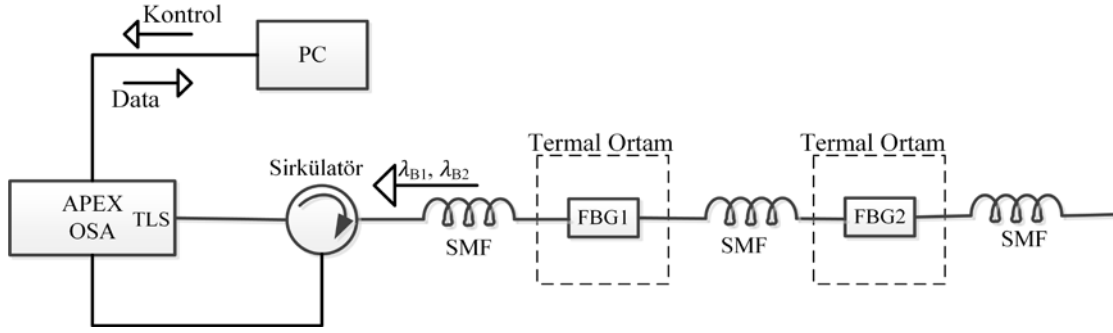 Kontrol
PC
Data
Termal Ortam
Termal Ortam
Sirkülatör
λB1, λB2
APEX
OSA
TLS
FBG1
FBG2
SMF
SMF
SMF